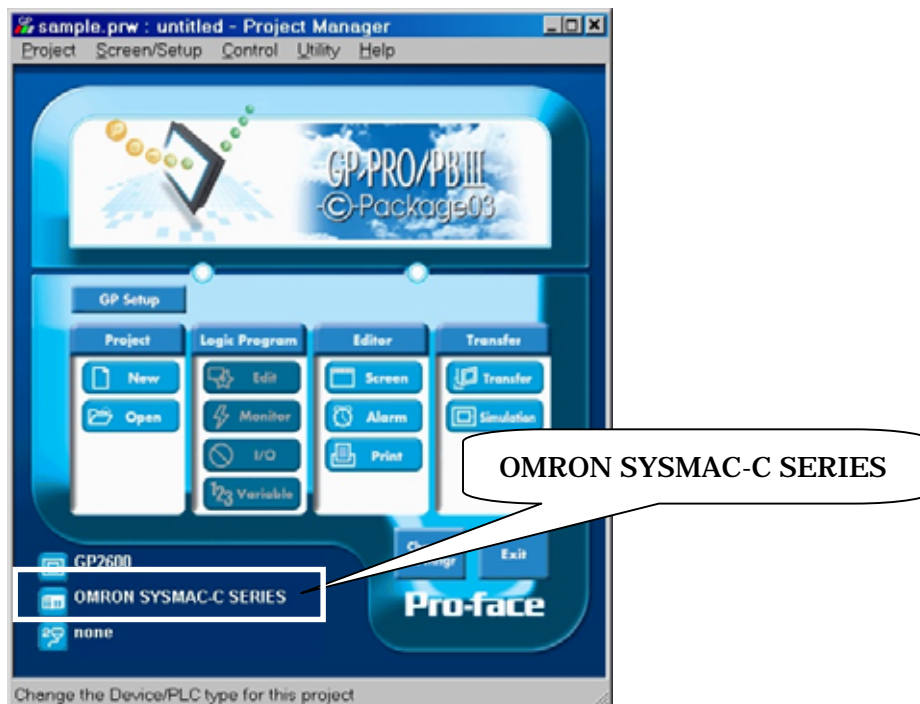 sample.prw : untitled - Project Manager
Project Screen/Setup Control Utility Help
GP-PRO/PBIII
-©-Package03
GP Setup
Project Logic Program Editor Transfer
New Edit Screen Transfer
Open Monitor Alarm Simulation
I/O Print
123 Variable
OMRON SYSMAC-C SERIES
Exit
GP2600
OMRON SYSMAC-C SERIES
Pro-face
none
Change the Device/PLC type for this project